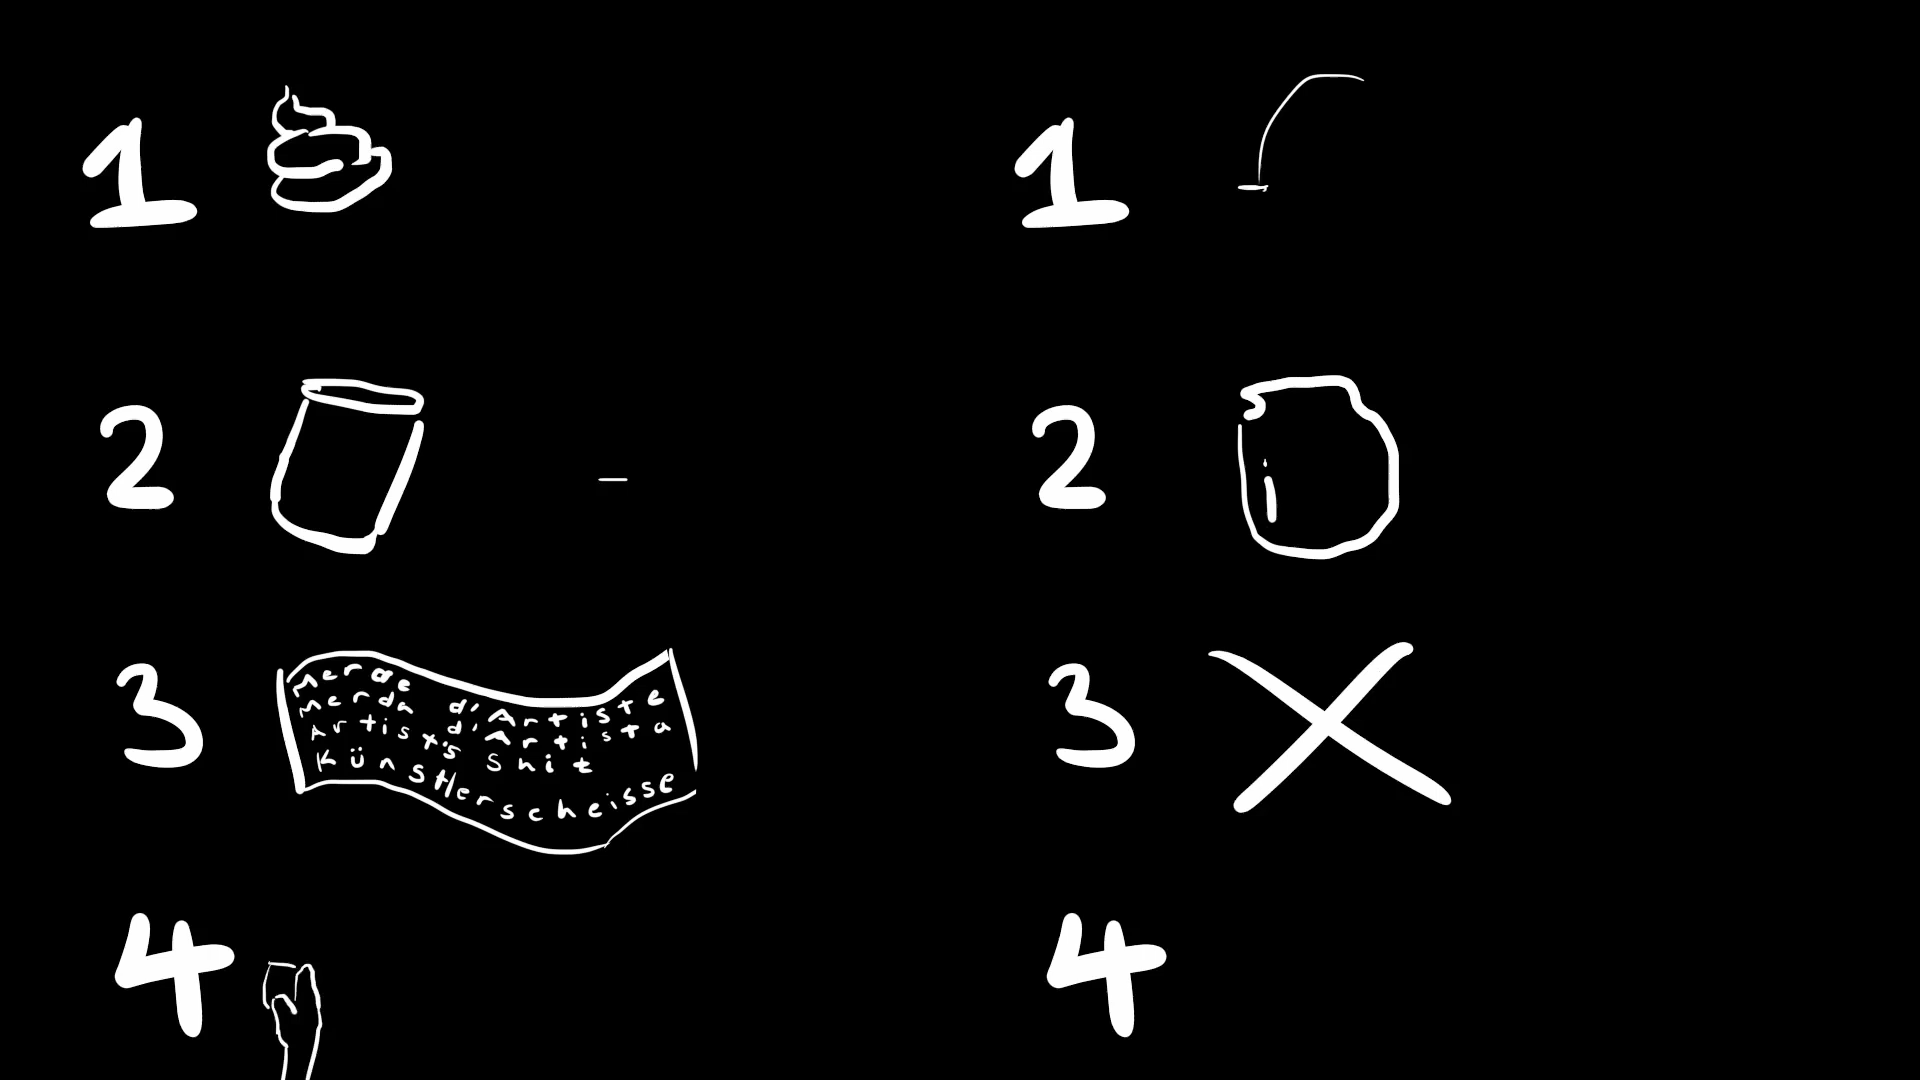 1 1
2 2
3 3
Merde d'Artiste
Merda d'Artista
Artist's Shit
Künstlerscheisse
4 4